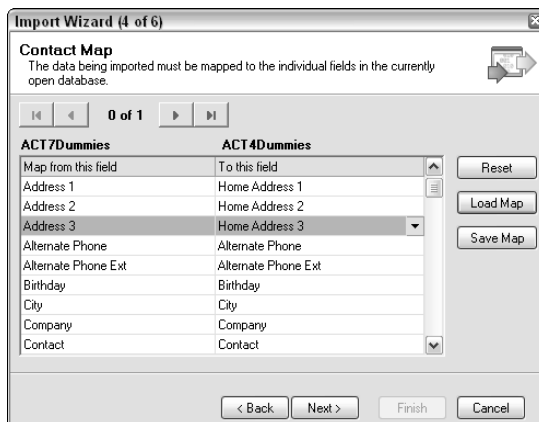 Import Wizard (4 of 6)
Contact Map
The data being imported must be mapped to the individual fields in the currently
open database.
0 of 1
ACT7Dummies ACT4Dummies
Map from this field To this field
Address 1 Home Address 1
Address 2 Home Address 2
Address 3 Home Address 3
Alternate Phone Alternate Phone
Alternate Phone Ext Alternate Phone Ext
Birthday Birthday
City City
Company Company
Contact Contact
Reset
Load Map
Save Map
< Back Next > Finish Cancel